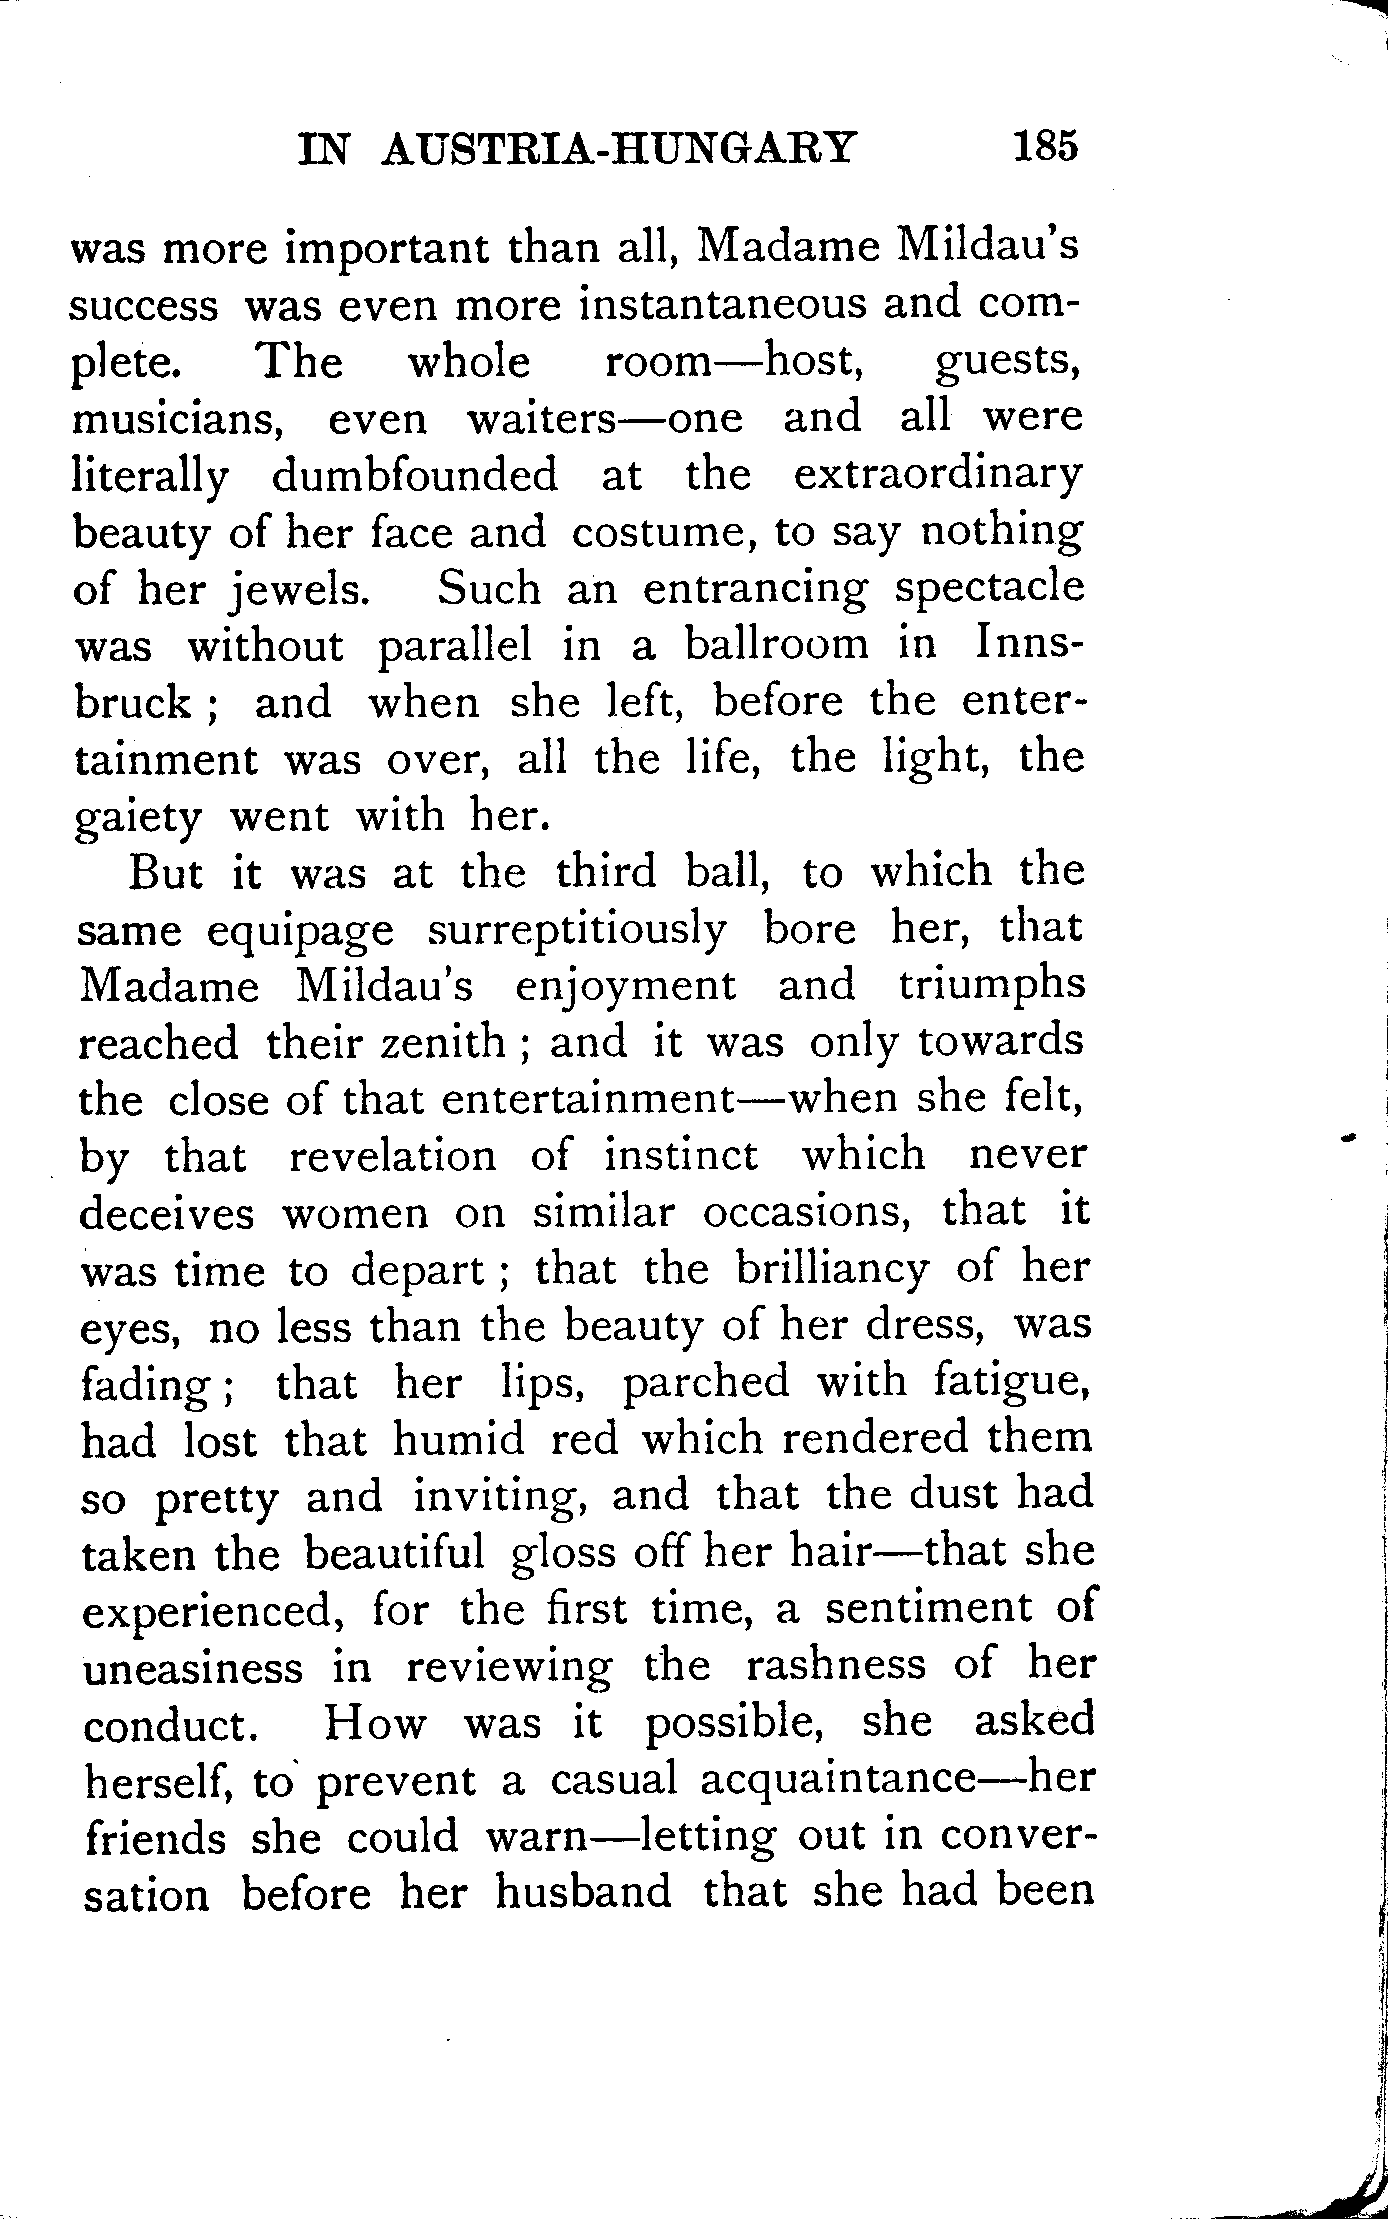 IN AUSTRIA-HUNGARY 185
was more important than all, Madame Mildau's
success was even more instantaneous and com-
plete. The whole room—host, guests,
musicians, even waiters—one and all were
literally dumbfounded at the extraordinary
beauty of her face and costume, to say nothing
of her jewels. Such an entrancing spectacle
was without parallel in a ballroom in Inns-
bruck ; and when she left, before the enter-
tainment was over, all the life, the light, the
gaiety went with her.
But it was at the third ball, to which the
same equipage surreptitiously bore her, that
Madame Mildau's enjoyment and triumphs
reached their zenith ; and it was only towards
the close of that entertainment—when she felt,
by that revelation of instinct which never
deceives women on similar occasions, that it
was time to depart ; that the brilliancy of her
eyes, no less than the beauty of her dress, was
fading ; that her lips, parched with fatigue,
had lost that humid red which rendered them
so pretty and inviting, and that the dust had
taken the beautiful gloss off her hair—that she
experienced, for the first time, a sentiment of
uneasiness in reviewing the rashness of her
conduct. How was it possible, she asked
herself, to prevent a casual acquaintance—her
friends she could warn—letting out in conver-
sation before her husband that she had been